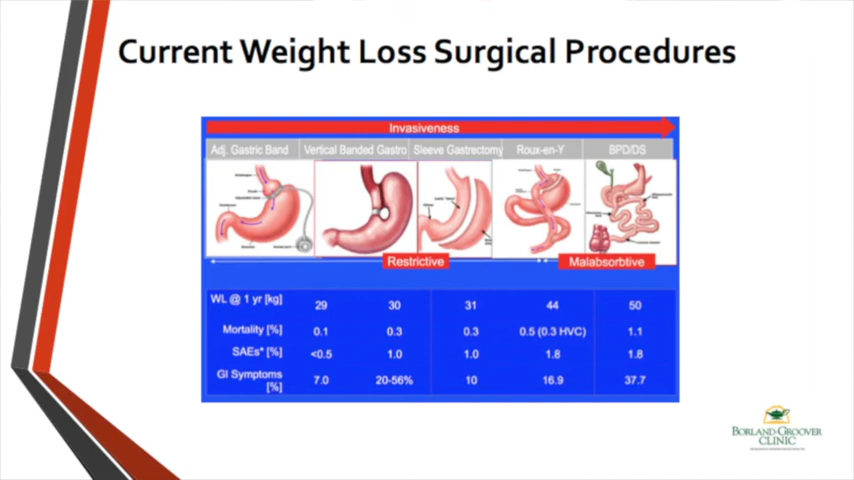 Current Weight Loss Surgical Procedures
Invasiveness
Adj. Gastric Band Vertical Banded Gastro Sleeve Gastrectomy Roux-en-Y BPD/DS
Restrictive Malabsorbtive
WL @ 1 yr [kg] 29 30 31 44 50
Mortality [%] 0.1 0.3 0.3 0.5 (0.3 HVC) 1.1
SAEs* [%] <0.5 1.0 1.0 1.8 1.8
GI Symptoms [%] 7.0 20-56% 10 16.9 37.7
BORLAND-GROOVER
CLINIC